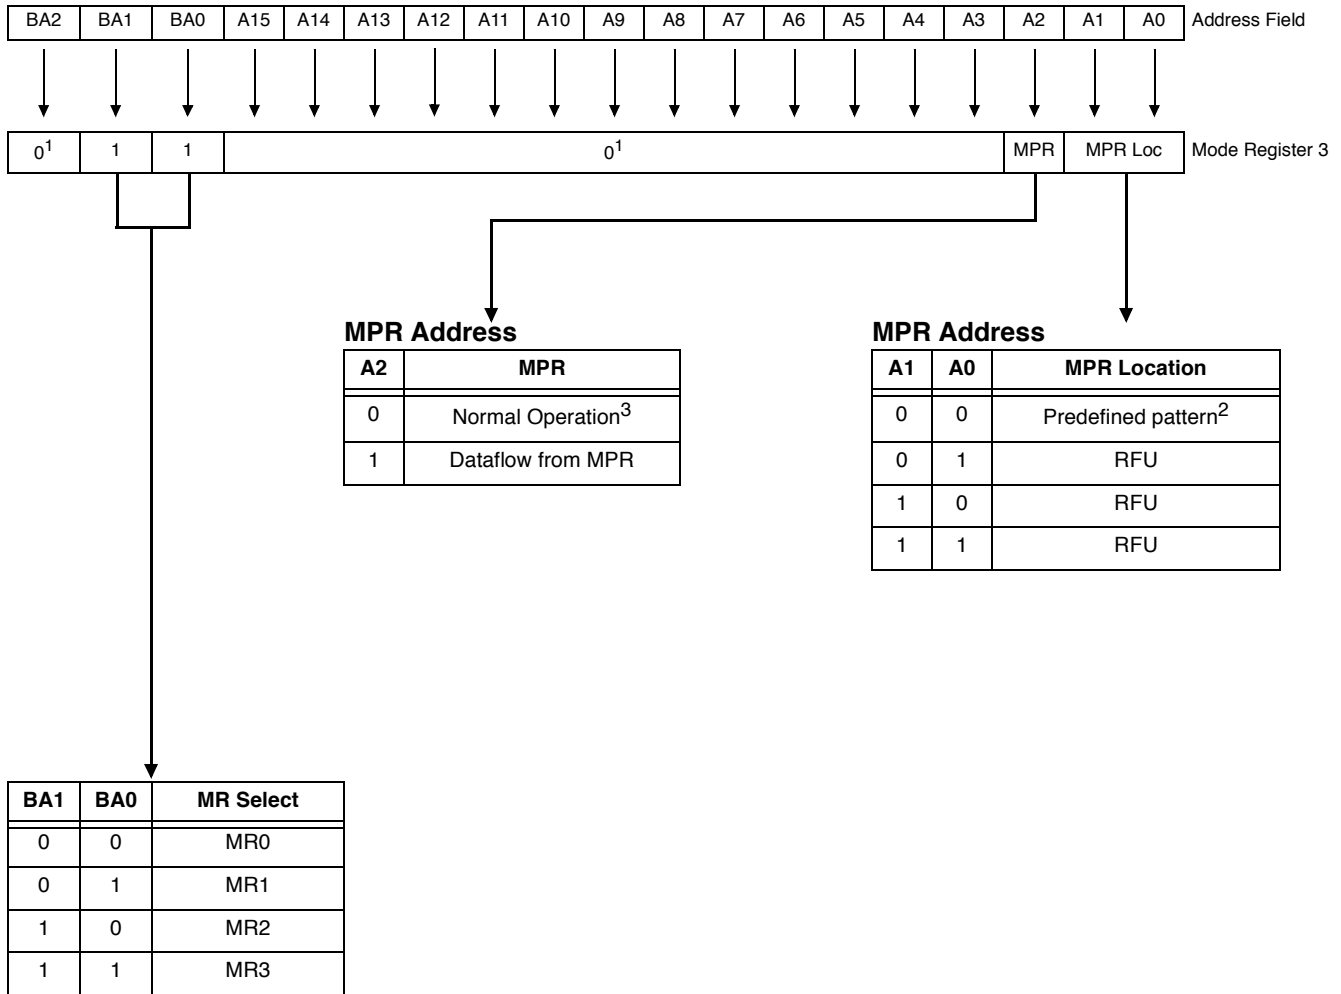 BA2 BA1 BA0 A15 A14 A13 A12 A11 A10 A9 A8 A7 A6 A5 A4 A3 A2 A1 A0 Address Field
0¹ 1 1 0¹ MPR MPR Loc Mode Register 3
MPR Address
A2 MPR
0 Normal Operation³
1 Dataflow from MPR
MPR Address
A1 A0 MPR Location
0 0 Predefined pattern²
0 1 RFU
1 0 RFU
1 1 RFU
BA1 BA0 MR Select
0 0 MR0
0 1 MR1
1 0 MR2
1 1 MR3